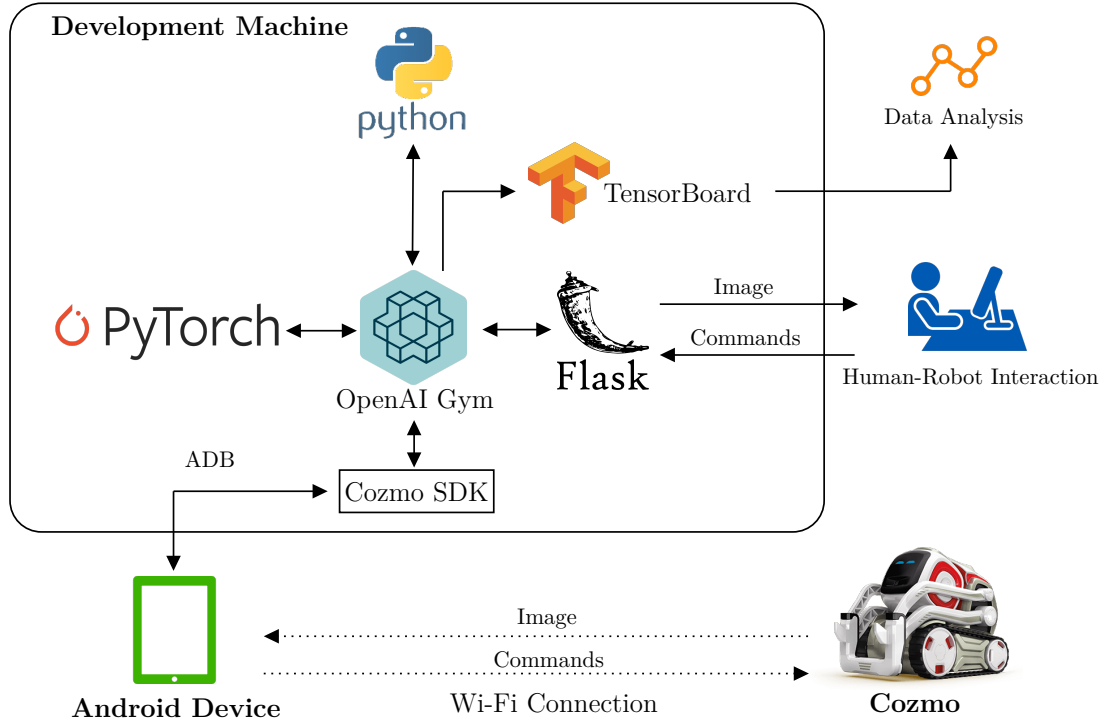 Development Machine
python
Data Analysis
TensorBoard
PyTorch
OpenAI Gym
Flask
Image
Commands
Human-Robot Interaction
ADB
Cozmo SDK
Image
Commands
Android Device
Wi-Fi Connection
Cozmo